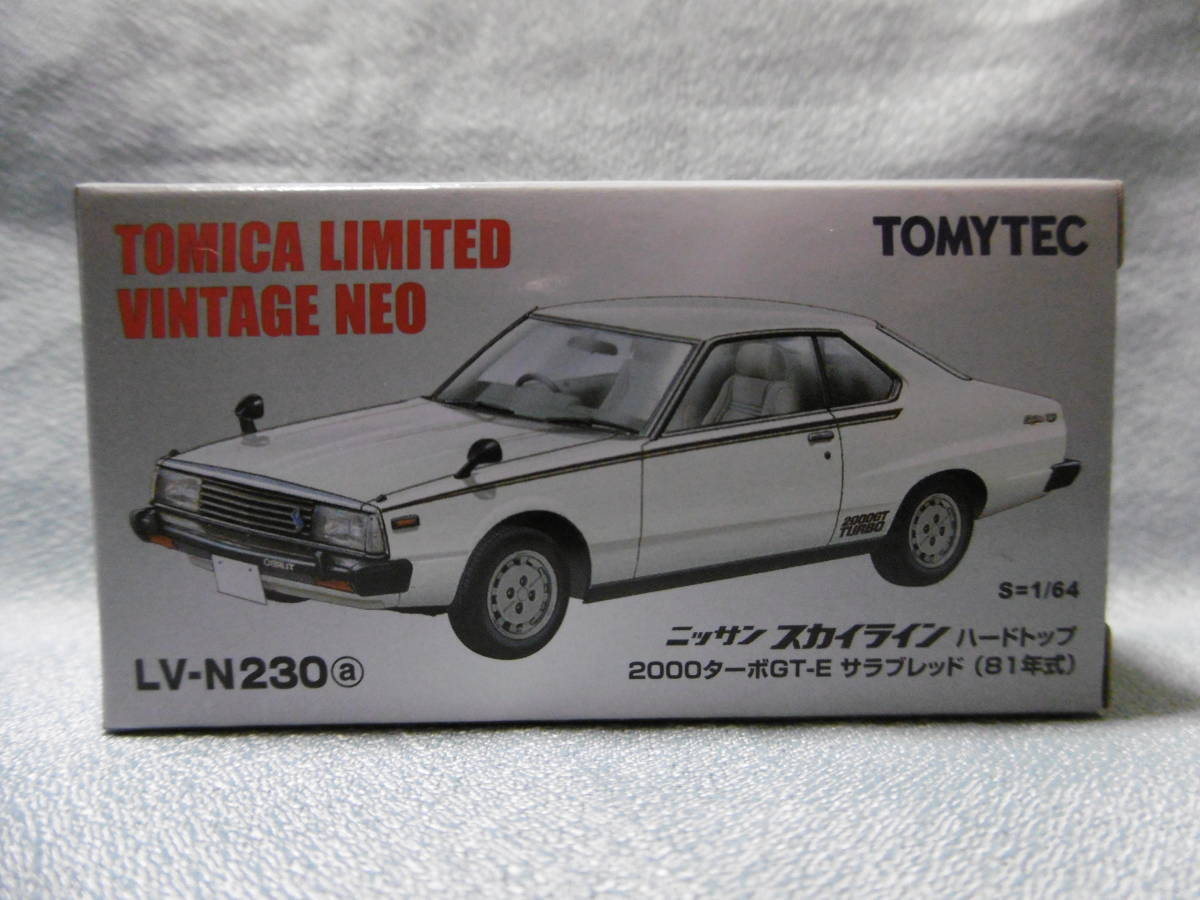 TOMICA LIMITED
VINTAGE NEO
TOMYTEC
2000GT
TURBO
S=1/64
ニッサン スカイライン ハードトップ
2000ターボGT-E サラブレッド (81年式)
LV-N230ⓐ